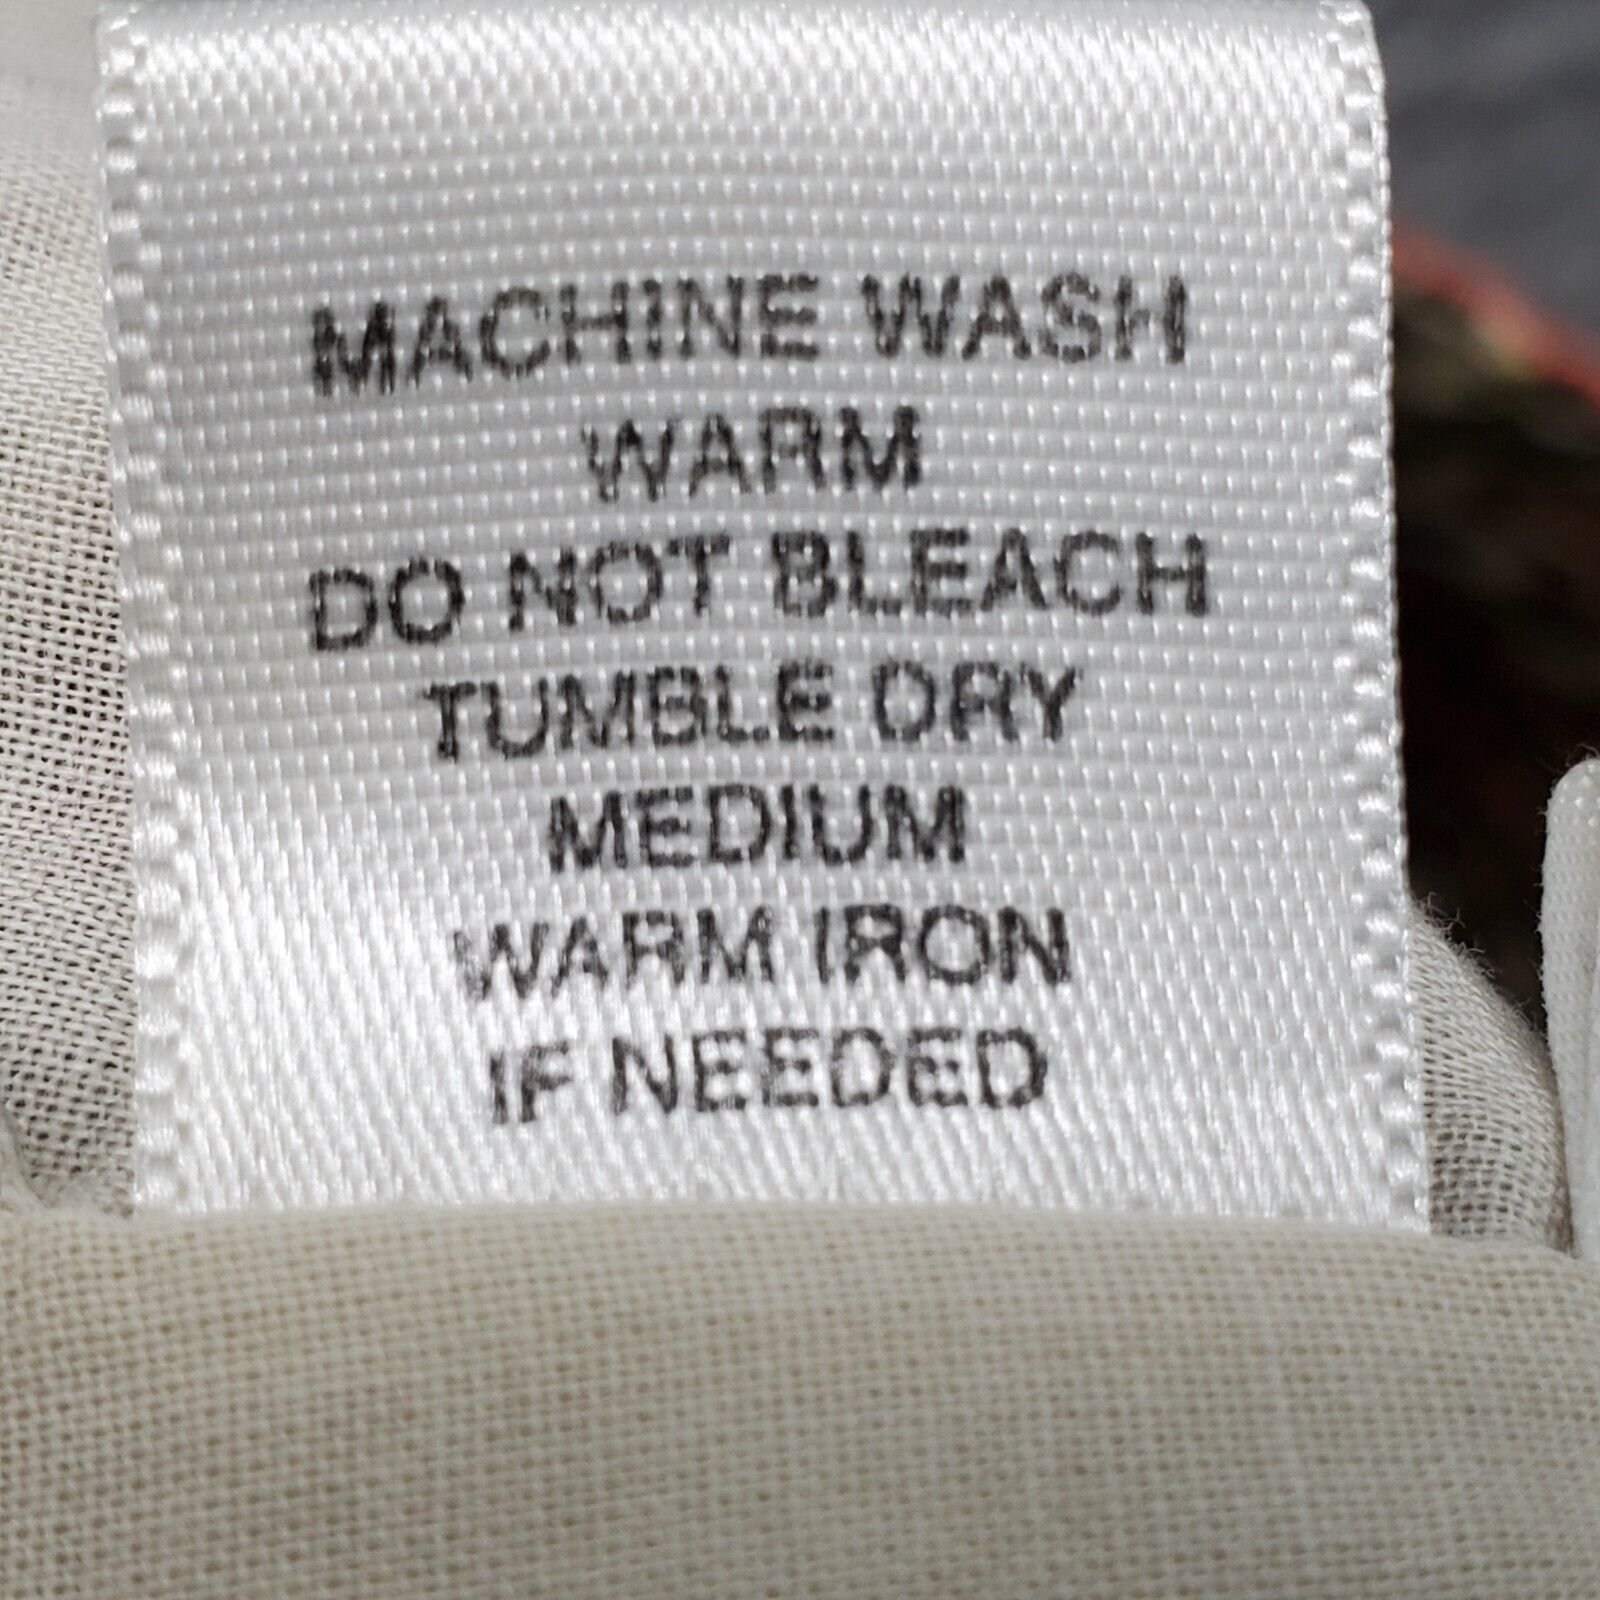 MACHINE WASH
WARM
DO NOT BLEACH
TUMBLE DRY
MEDIUM
WARM IRON
IF NEEDED